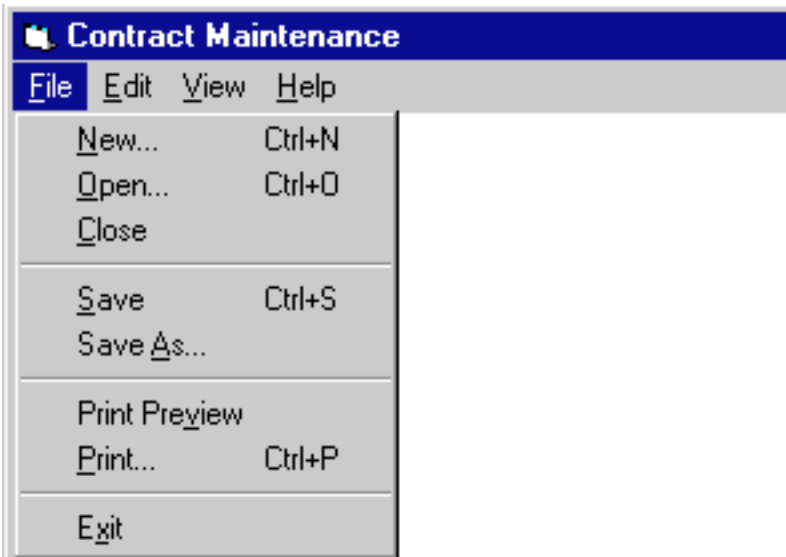 Contract Maintenance
File Edit View Help
New... Ctrl+N
Open... Ctrl+O
Close
Save Ctrl+S
Save As...
Print Preview
Print... Ctrl+P
Exit